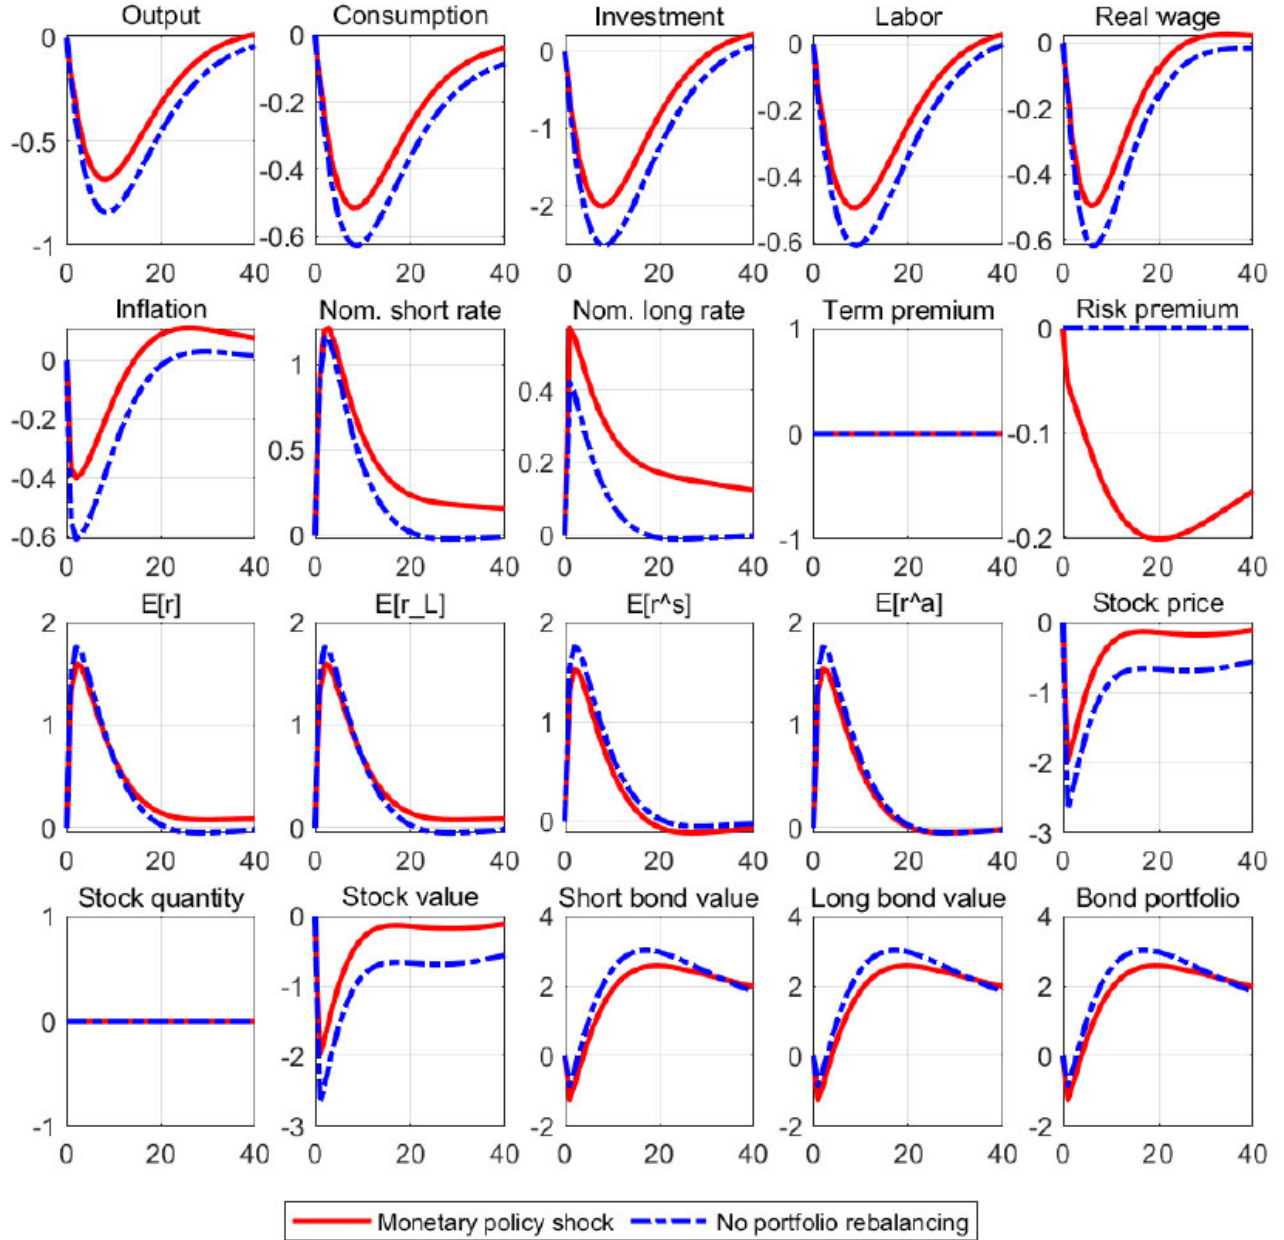 Output Consumption Investment Labor Real wage
0 0 0 0 0
-0.5 -0.2 -1 -0.2 -0.2
-0.4 -2 -0.4 -0.4
-1 -0.6 -0.6 -0.6
0 20 40 0 20 40 0 20 40 0 20 40 0 20 40
Inflation Nom. short rate Nom. long rate Term premium Risk premium
0 1 0.4 1 0
-0.2 0.5 0.2 0 -0.1
-0.4
-0.6 0 0 -1 -0.2
0 20 40 0 20 40 0 20 40 0 20 40 0 20 40
E[r] E[r_L] E[r^s] E[r^a] Stock price
2 2 2 2 0
1 1 1 1 -1
-2
0 0 0 0 -3
0 20 40 0 20 40 0 20 40 0 20 40 0 20 40
Stock quantity Stock value Short bond value Long bond value Bond portfolio
1 0 4 4 4
-1 2 2 2
0 -2 0 0 0
-1 -3 -2 -2 -2
0 20 40 0 20 40 0 20 40 0 20 40 0 20 40
Monetary policy shock No portfolio rebalancing